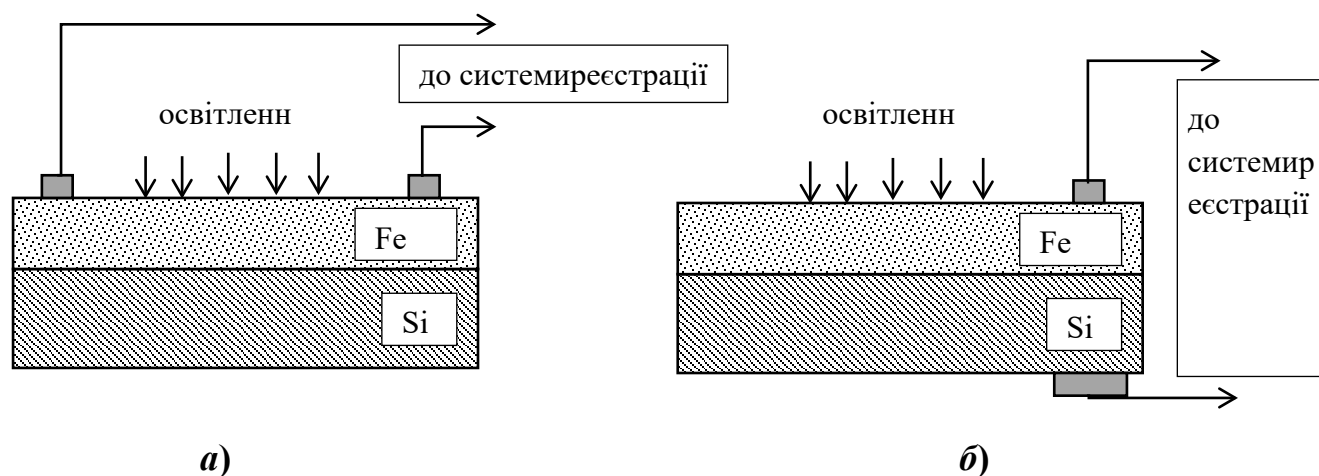 до системиреєстрації
освітленн
Fe
Si
а)
освітленн
до
системир
еєстрації
Fe
Si
б)